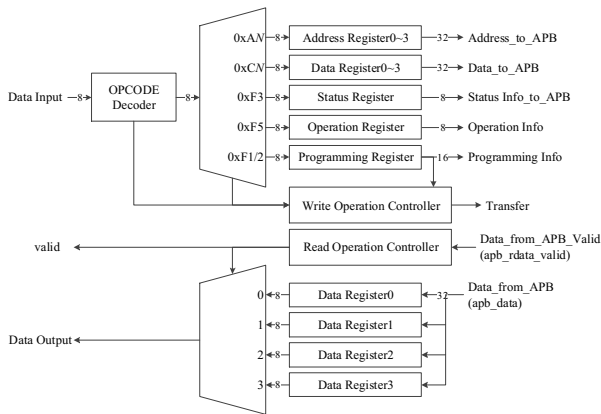 0xAN 8 Address Register0~3 32 Address_to_APB
0xCN 8 Data Register0~3 32 Data_to_APB
Data Input 8 OPCODE
Decoder 8 0xF3 8 Status Register 8 Status Info_to_APB
0xF5 8 Operation Register 8 Operation Info
0xF1/2 8 Programming Register 16 Programming Info
Write Operation Controller Transfer
valid Read Operation Controller Data_from_APB_Valid
(apb_rdata_valid)
0 8 Data Register0 32 Data_from_APB
(apb_data)
1 8 Data Register1
Data Output 2 8 Data Register2
3 8 Data Register3